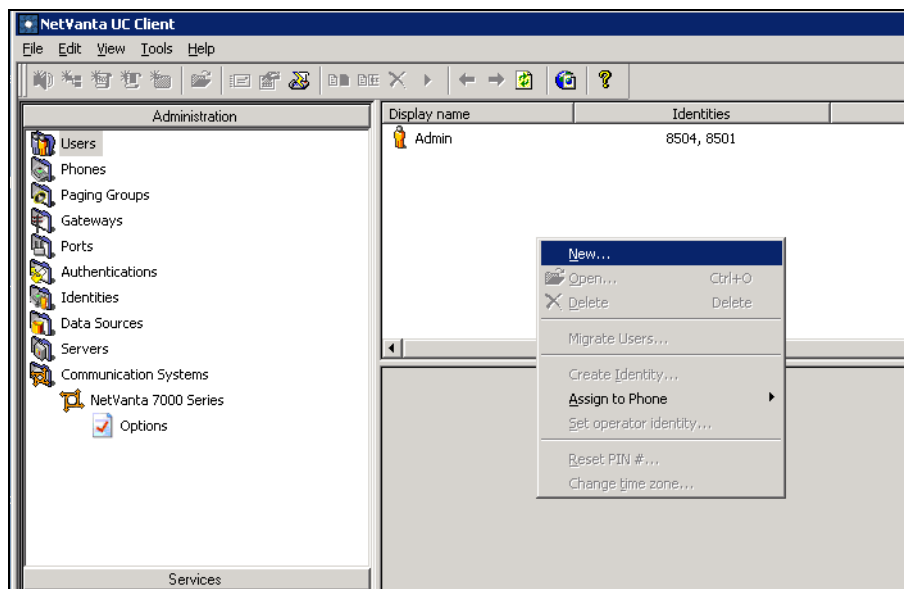 NetVanta UC Client
File Edit View Tools Help
Administration
Users
Phones
Paging Groups
Gateways
Ports
Authentications
Identities
Data Sources
Servers
Communication Systems
NetVanta 7000 Series
Options
Services
Display name Identities
Admin 8504, 8501
New...
Open... Ctrl+O
Delete Delete
Migrate Users...
Create Identity...
Assign to Phone
Set operator identity...
Reset PIN #...
Change time zone...